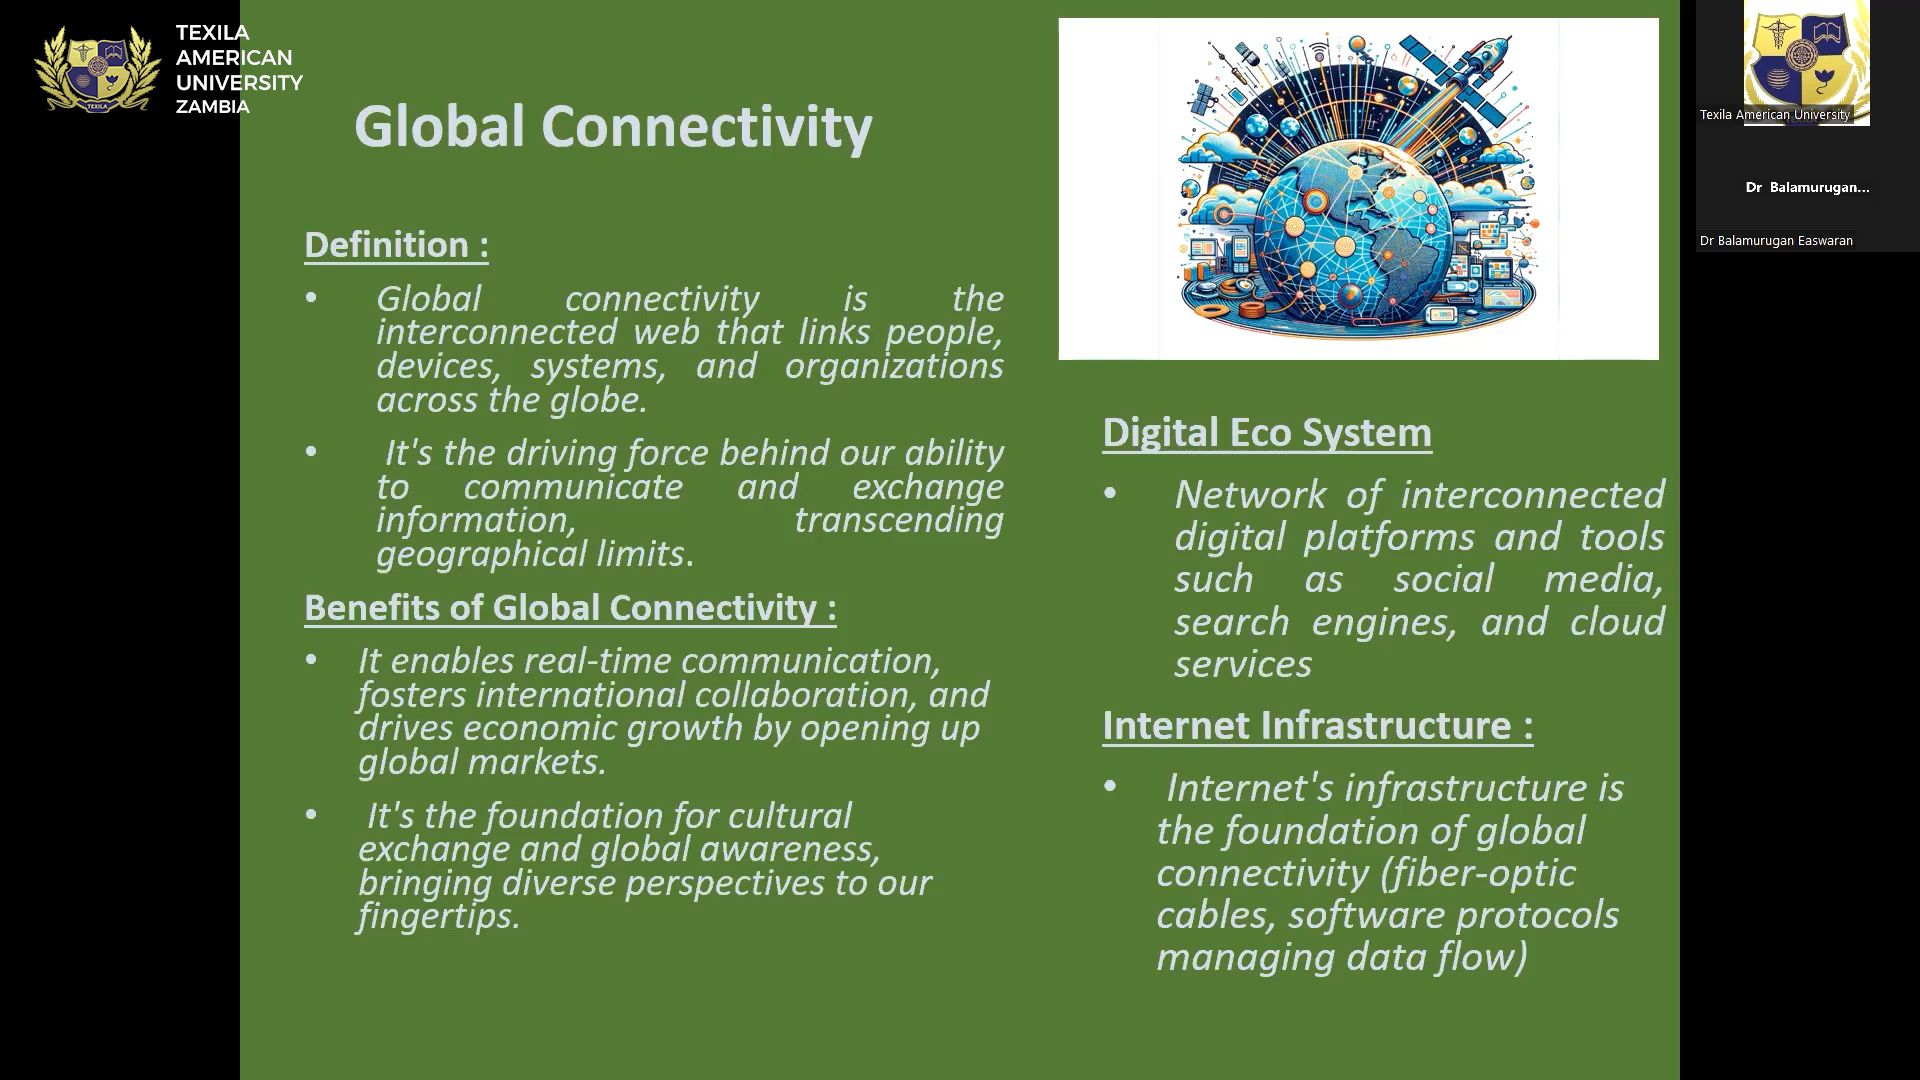 TEXILA
AMERICAN
UNIVERSITY
ZAMBIA
TEXILA
Global Connectivity
Definition :
• Global connectivity is the
interconnected web that links people,
devices, systems, and organizations
across the globe.
• It's the driving force behind our ability
to communicate and exchange
information, transcending
geographical limits.
Benefits of Global Connectivity :
• It enables real-time communication,
fosters international collaboration, and
drives economic growth by opening up
global markets.
• It's the foundation for cultural
exchange and global awareness,
bringing diverse perspectives to our
fingertips.
Digital Eco System
• Network of interconnected
digital platforms and tools
such as social media,
search engines, and cloud
services
Internet Infrastructure :
• Internet's infrastructure is
the foundation of global
connectivity (fiber-optic
cables, software protocols
managing data flow)
Texila American University
Dr Balamurugan...
Dr Balamurugan Easwaran